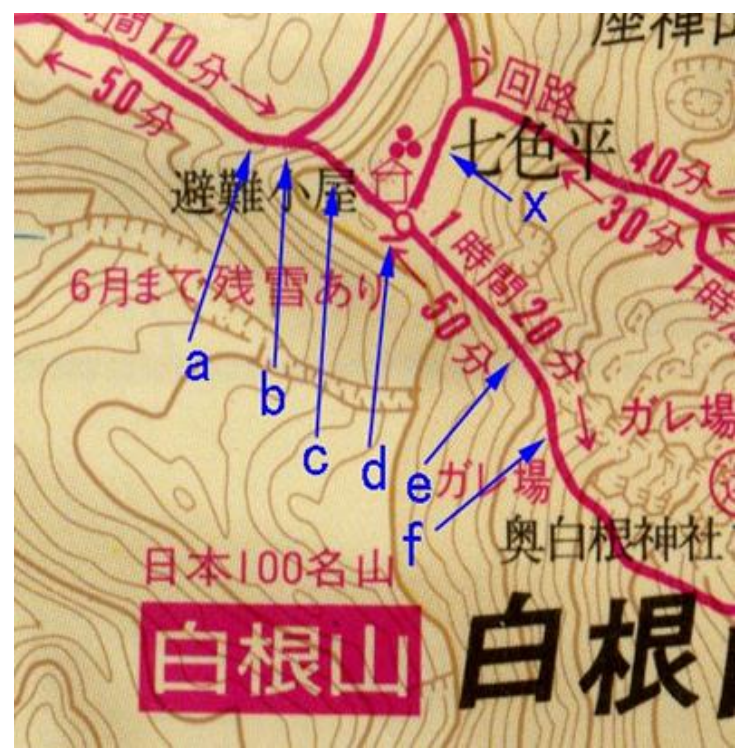 座禅山
時間10分
←50分
う回路
七色平
避難小屋
40分→
←30分
x
1時間20分→
←50分
6月まで残雪あり
1時
a
b
c
d
e
f
ガレ場
ガレ場
奥白根神社
日本100名山
白根山
白根